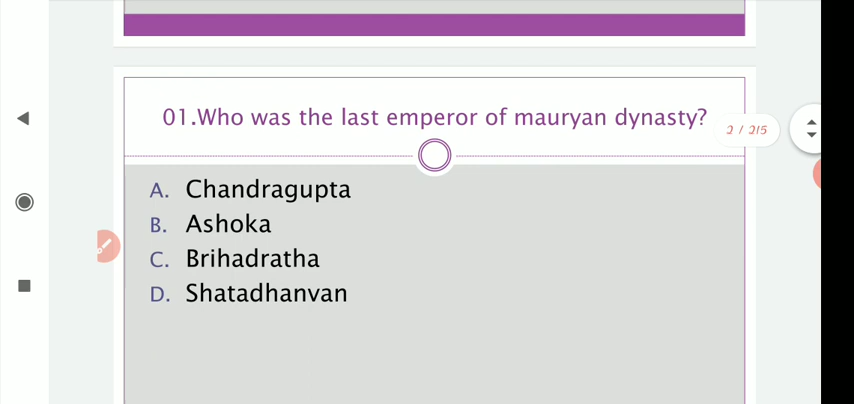 01.Who was the last emperor of mauryan dynasty?
2 / 215
A. Chandragupta
B. Ashoka
C. Brihadratha
D. Shatadhanvan